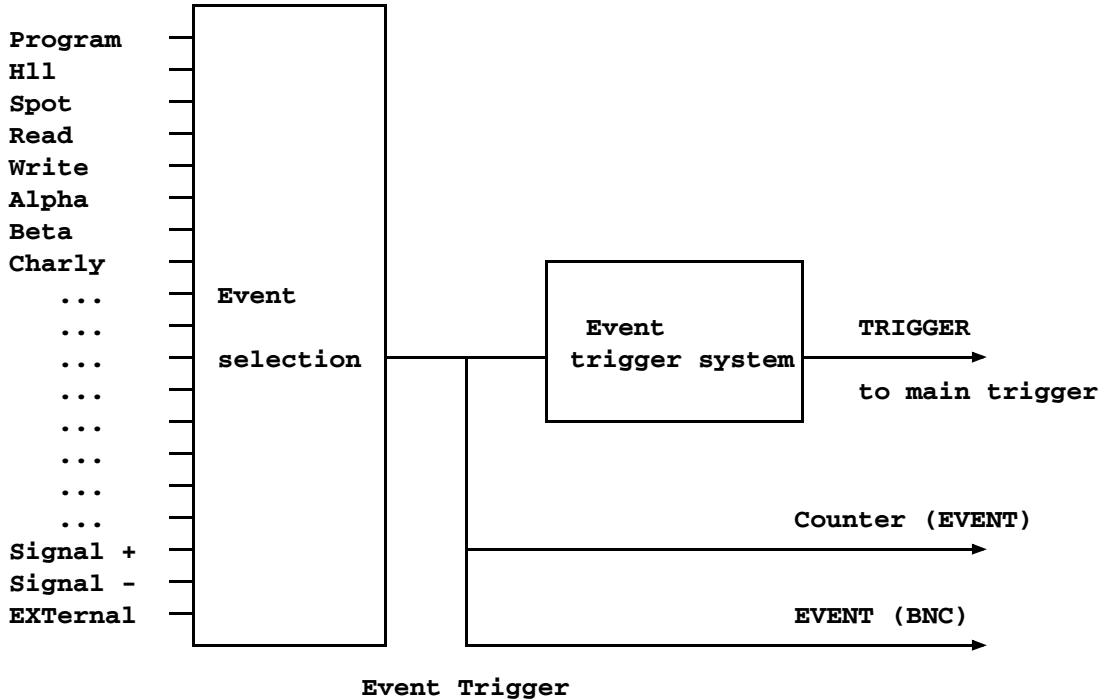 Program
Hll
Spot
Read
Write
Alpha
Beta
Charly
...
...
...
...
...
...
...
...
Signal +
Signal -
EXTernal
Event
selection
Event
trigger system
TRIGGER
to main trigger
Counter (EVENT)
EVENT (BNC)
Event Trigger